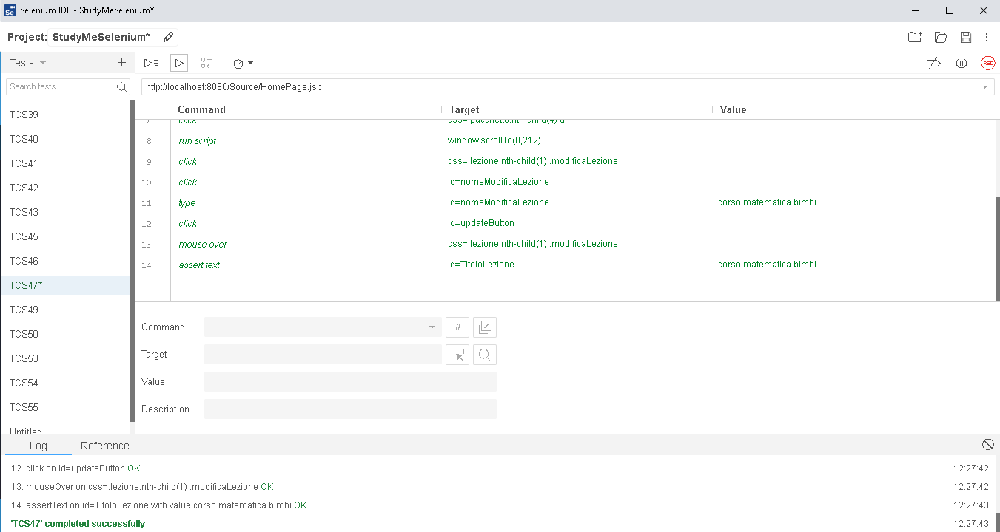 Selenium IDE - StudyMeSelenium*
Project: StudyMeSelenium*
Tests
REC
Search tests...
http://localhost:8080/Source/HomePage.jsp
Command Target Value
TCS39
TCS40
TCS41
TCS42
TCS43
TCS45
TCS46
TCS47*
TCS49
TCS50
TCS53
TCS54
TCS55
Untitled
7 click css=.pacchetto:nth-child(4) a
8 run script window.scrollTo(0,212)
9 click css=.lezione:nth-child(1) .modificaLezione
10 click id=nomeModificaLezione
11 type id=nomeModificaLezione corso matematica bimbi
12 click id=updateButton
13 mouse over css=.lezione:nth-child(1) .modificaLezione
14 assert text id=TitoloLezione corso matematica bimbi
Command //
Target
Value
Description
Log Reference
12. click on id=updateButton OK 12:27:42
13. mouseOver on css=.lezione:nth-child(1) .modificaLezione OK 12:27:42
14. assertText on id=TitoloLezione with value corso matematica bimbi OK 12:27:43
'TCS47' completed successfully 12:27:43